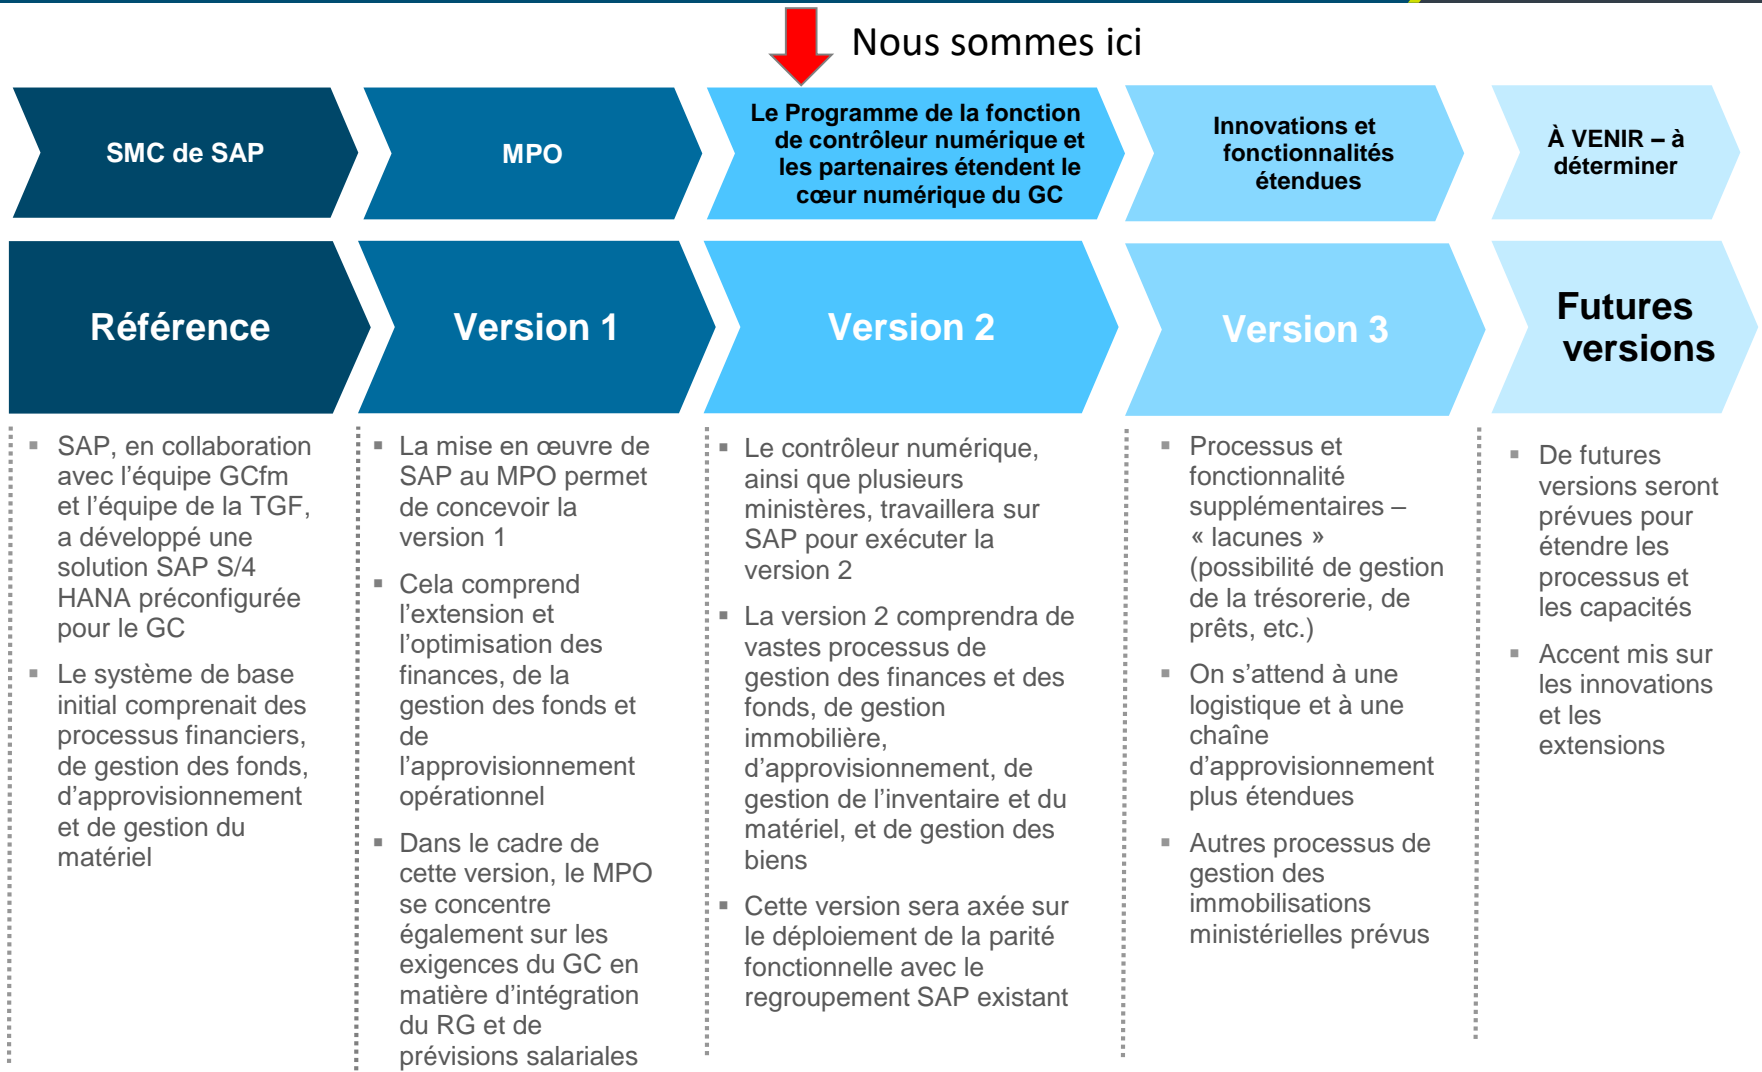 Nous sommes ici
SMC de SAP
MPO
Le Programme de la fonction
de contrôleur numérique et
les partenaires étendent le
cœur numérique du GC
Innovations et
fonctionnalités
étendues
À VENIR – à
déterminer
Référence
Version 1
Version 2
Version 3
Futures
versions
▪ SAP, en collaboration
avec l’équipe GCfm
et l’équipe de la TGF,
a développé une
solution SAP S/4
HANA préconfigurée
pour le GC
▪ Le système de base
initial comprenait des
processus financiers,
de gestion des fonds,
d’approvisionnement
et de gestion du
matériel
▪ La mise en œuvre de
SAP au MPO permet
de concevoir la
version 1
▪ Cela comprend
l’extension et
l’optimisation des
finances, de la
gestion des fonds et
de
l’approvisionnement
opérationnel
▪ Dans le cadre de
cette version, le MPO
se concentre
également sur les
exigences du GC en
matière d’intégration
du RG et de
prévisions salariales
▪ Le contrôleur numérique,
ainsi que plusieurs
ministères, travaillera sur
SAP pour exécuter la
version 2
▪ La version 2 comprendra de
vastes processus de
gestion des finances et des
fonds, de gestion
immobilière,
d’approvisionnement, de
gestion de l’inventaire et du
matériel, et de gestion des
biens
▪ Cette version sera axée sur
le déploiement de la parité
fonctionnelle avec le
regroupement SAP existant
▪ Processus et
fonctionnalité
supplémentaires –
« lacunes »
(possibilité de gestion
de la trésorerie, de
prêts, etc.)
▪ On s’attend à une
logistique et à une
chaîne
d’approvisionnement
plus étendues
▪ Autres processus de
gestion des
immobilisations
ministérielles prévus
▪ De futures
versions seront
prévues pour
étendre les
processus et
les capacités
▪ Accent mis sur
les innovations
et les
extensions